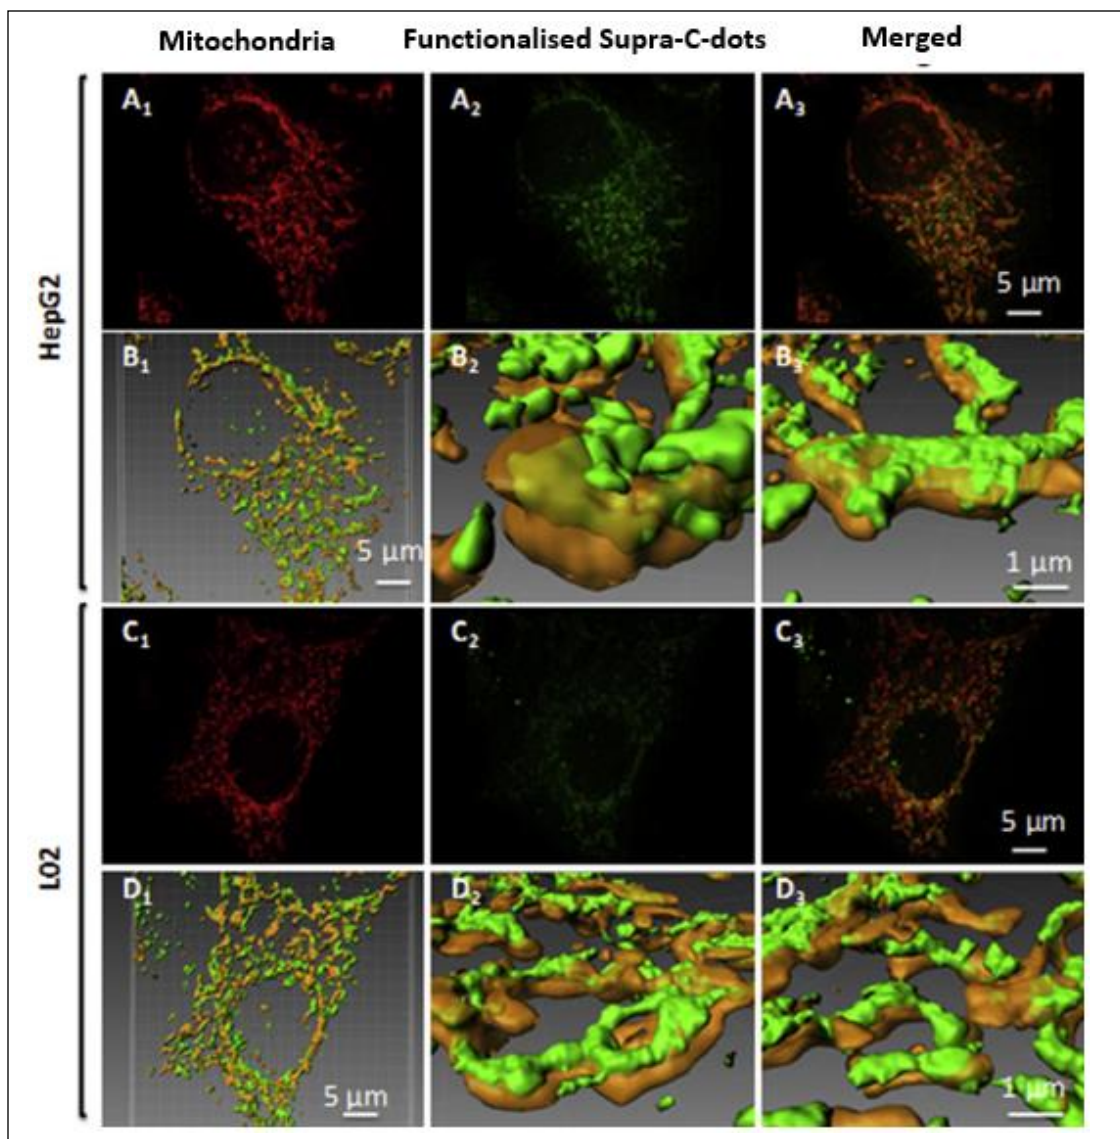 Mitochondria Functionalised Supra-C-dots Merged
HepG2
A1 A2 A3
5 μm
B1 B2 B3
5 μm 1 μm
L02
C1 C2 C3
5 μm
D1 D2 D3
5 μm 1 μm